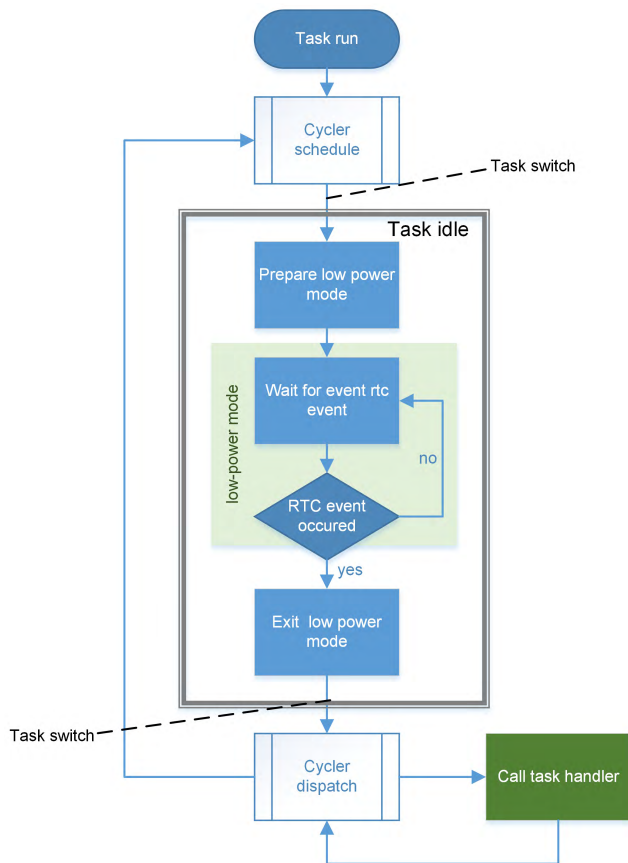 Task run
Cycler
schedule
Task switch
Task idle
Prepare low power
mode
low-power mode
Wait for event rtc
event
no
RTC event
occured
yes
Exit low power
mode
Task switch
Cycler
dispatch
Call task handler